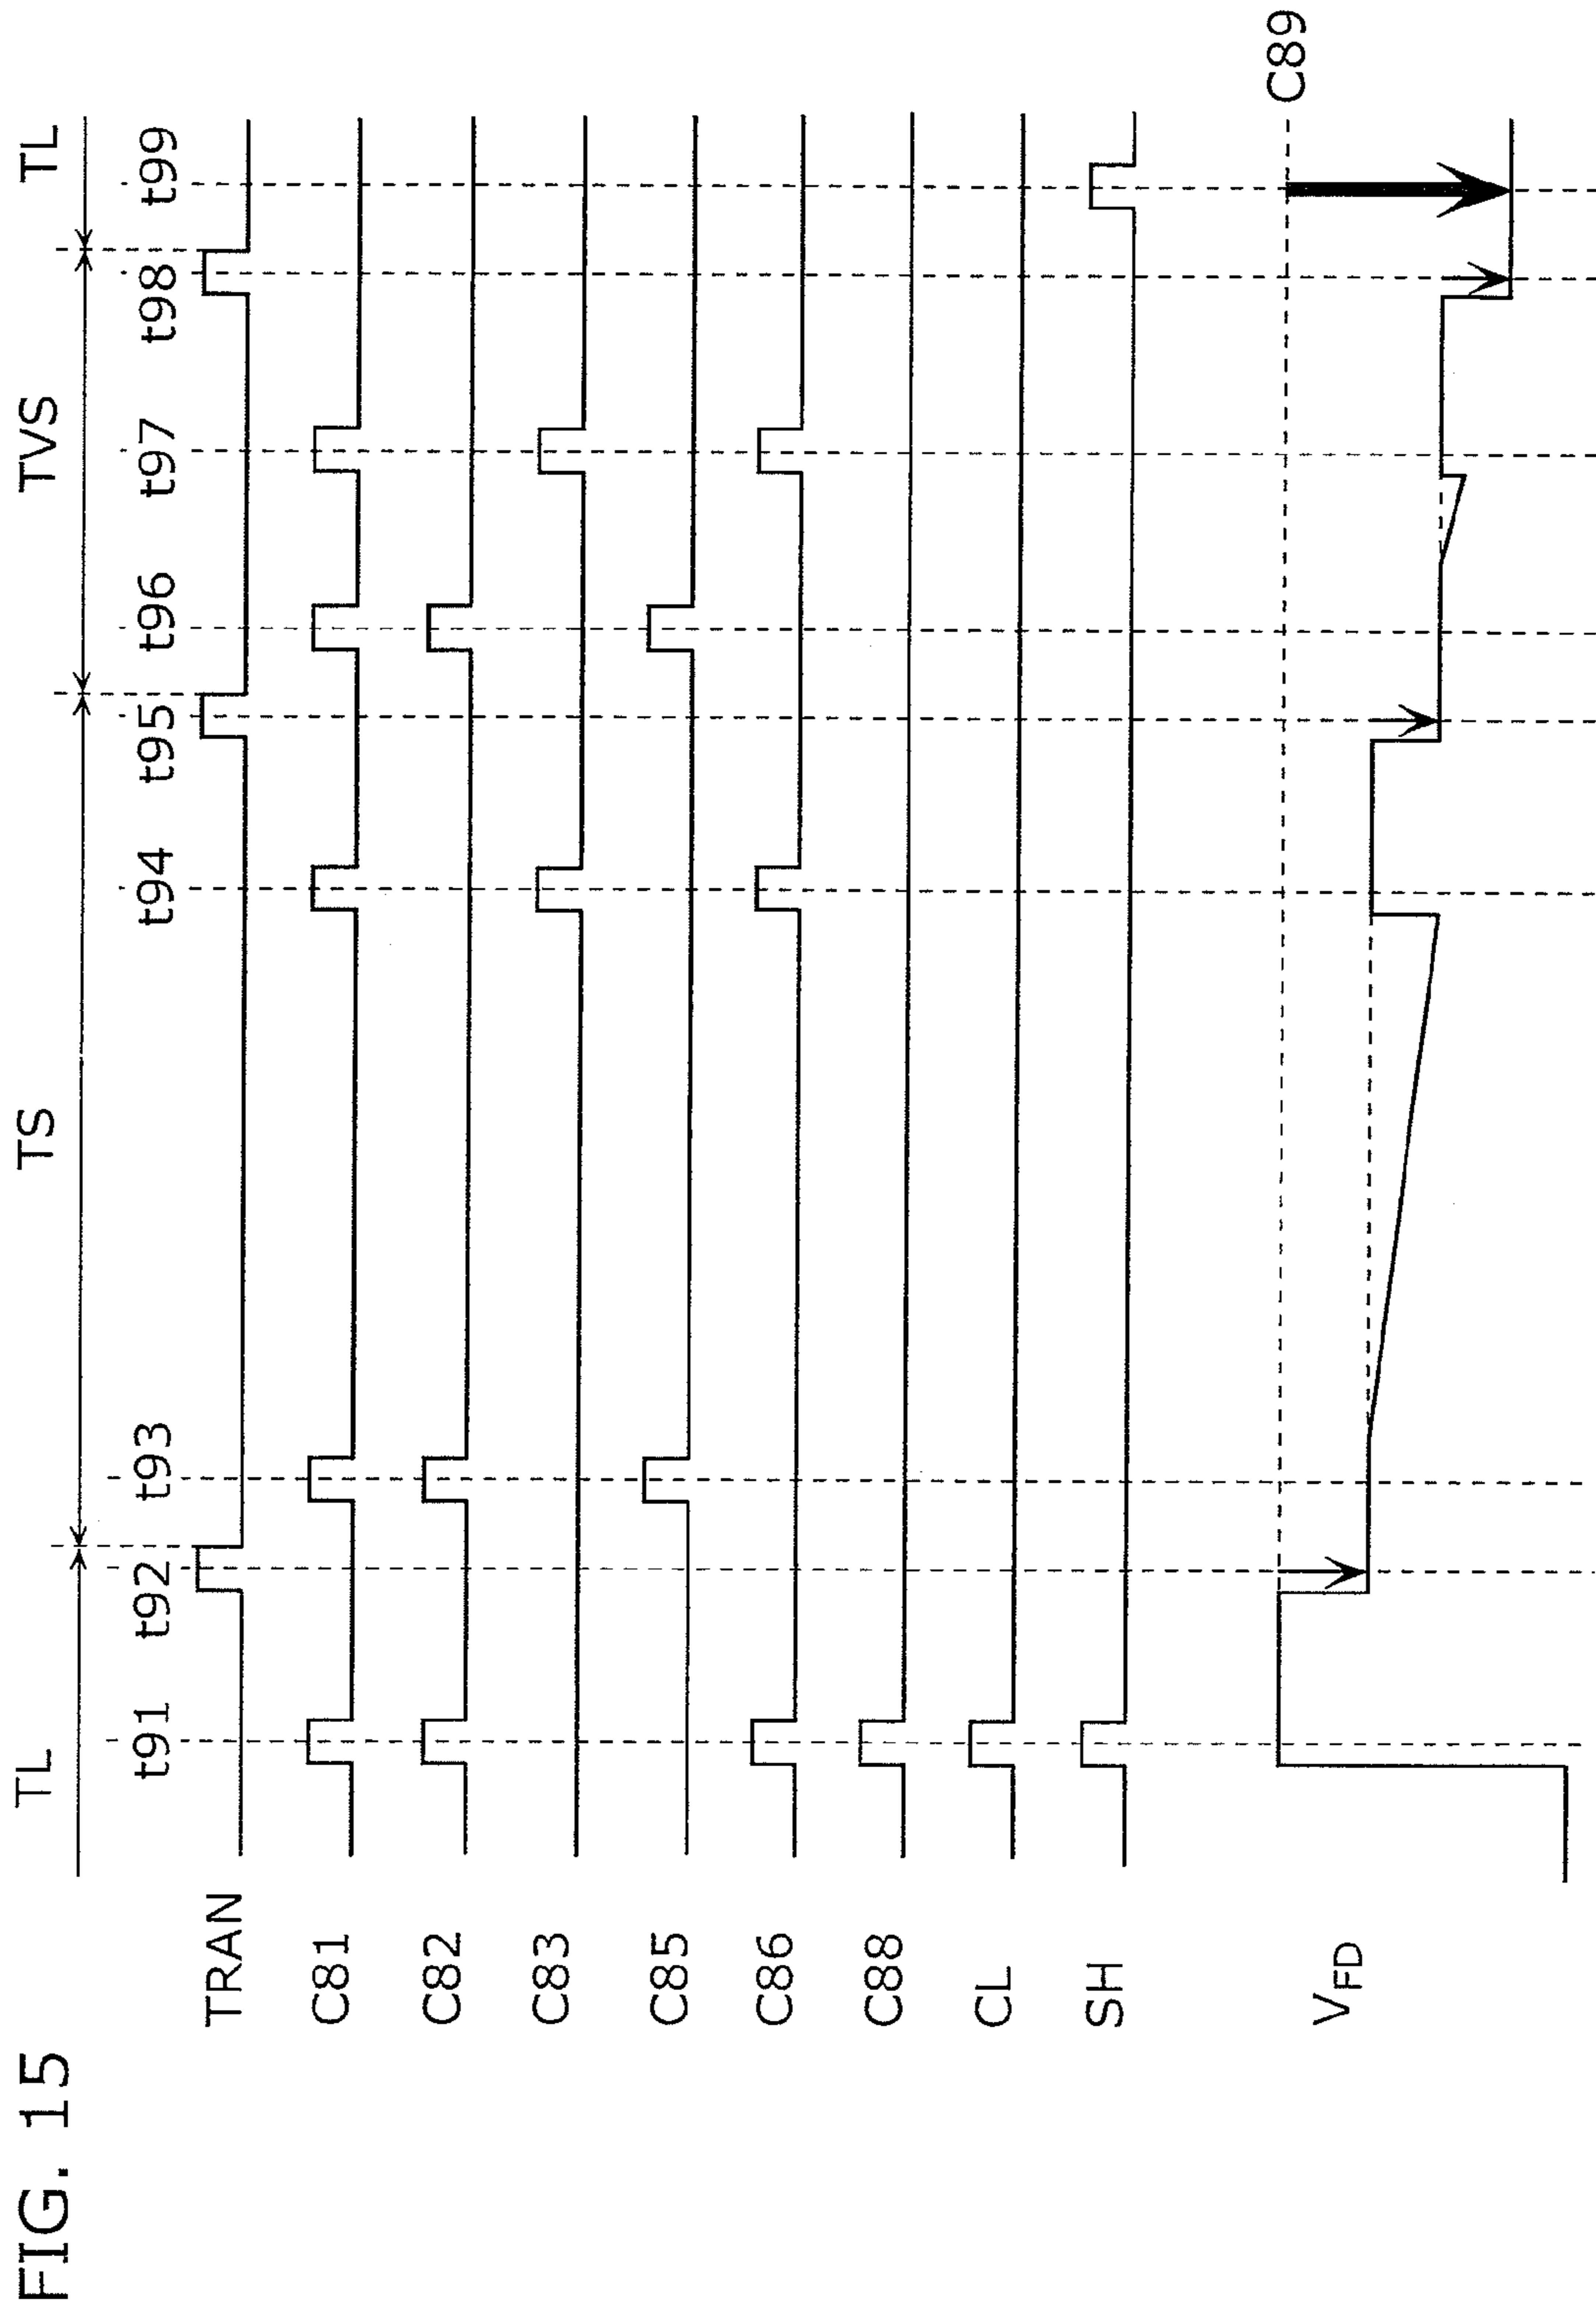 FIG. 15
TL TS TVS TL
t91 t92 t93 t94 t95 t96 t97 t98 t99
TRAN
C81
C82
C83
C85
C86
C88
CL
SH
C89
VFD